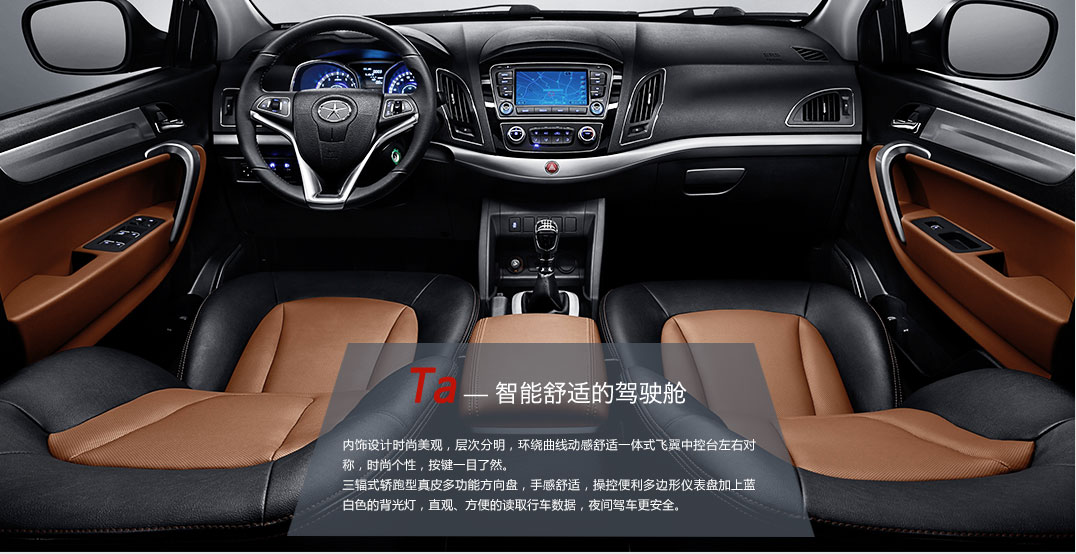 Ta — 智能舒适的驾驶舱
内饰设计时尚美观，层次分明，环绕曲线动感舒适一体式飞翼中控台左右对
称，时尚个性，按键一目了然。
三辐式轿跑型真皮多功能方向盘，手感舒适，操控便利多边形仪表盘加上蓝
白色的背光灯，直观、方便的读取行车数据，夜间驾车更安全。